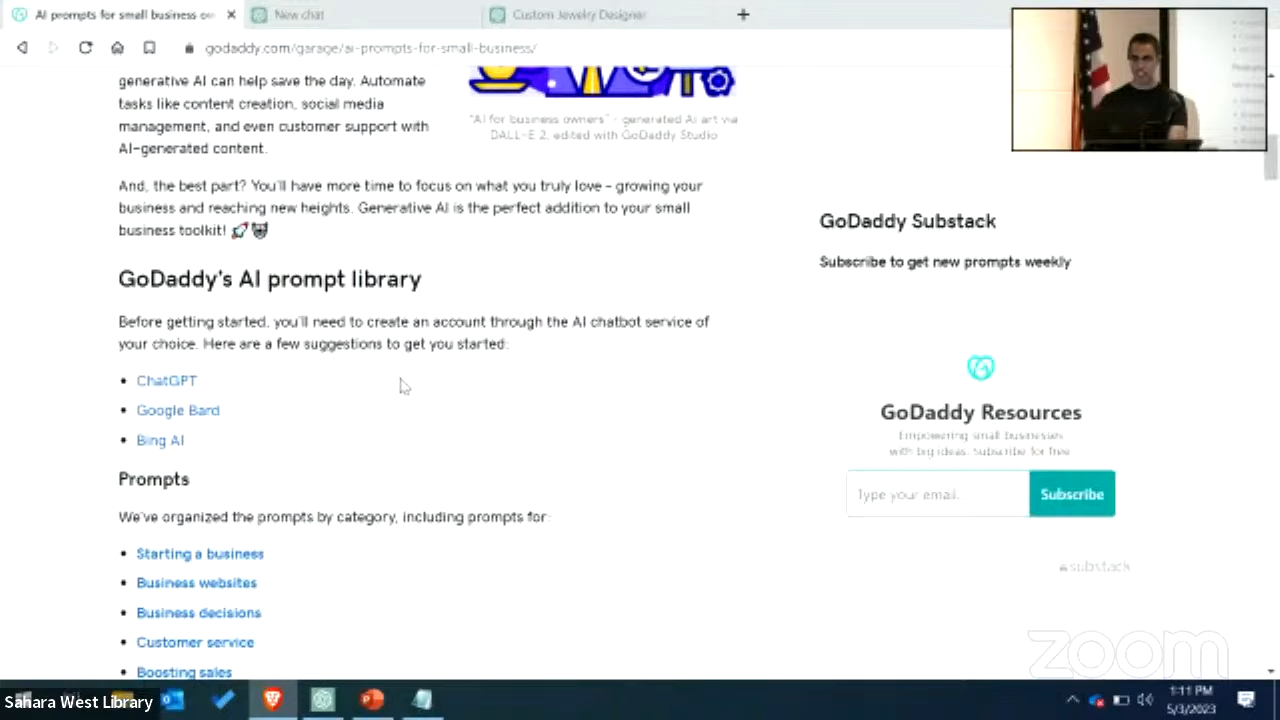 AI prompts for small business ow
New chat
Custom Jewelry Designer
godaddy.com/garage/ai-prompts-for-small-business/
generative AI can help save the day. Automate
tasks like content creation, social media
management, and even customer support with
AI-generated content.
"AI for business owners" - generated AI art via
DALL-E 2, edited with GoDaddy Studio
And, the best part? You'll have more time to focus on what you truly love – growing your
business and reaching new heights. Generative AI is the perfect addition to your small
business toolkit!
GoDaddy's AI prompt library
Before getting started, you'll need to create an account through the AI chatbot service of
your choice. Here are a few suggestions to get you started:
• ChatGPT
• Google Bard
• Bing AI
Prompts
We've organized the prompts by category, including prompts for:
• Starting a business
• Business websites
• Business decisions
• Customer service
• Boosting sales
GoDaddy Substack
Subscribe to get new prompts weekly
GoDaddy Resources
Empowering small businesses
with big ideas. Subscribe for free
Type your email.
Subscribe
substack
zoom
Sahara West Library
1:11 PM
5/3/2023